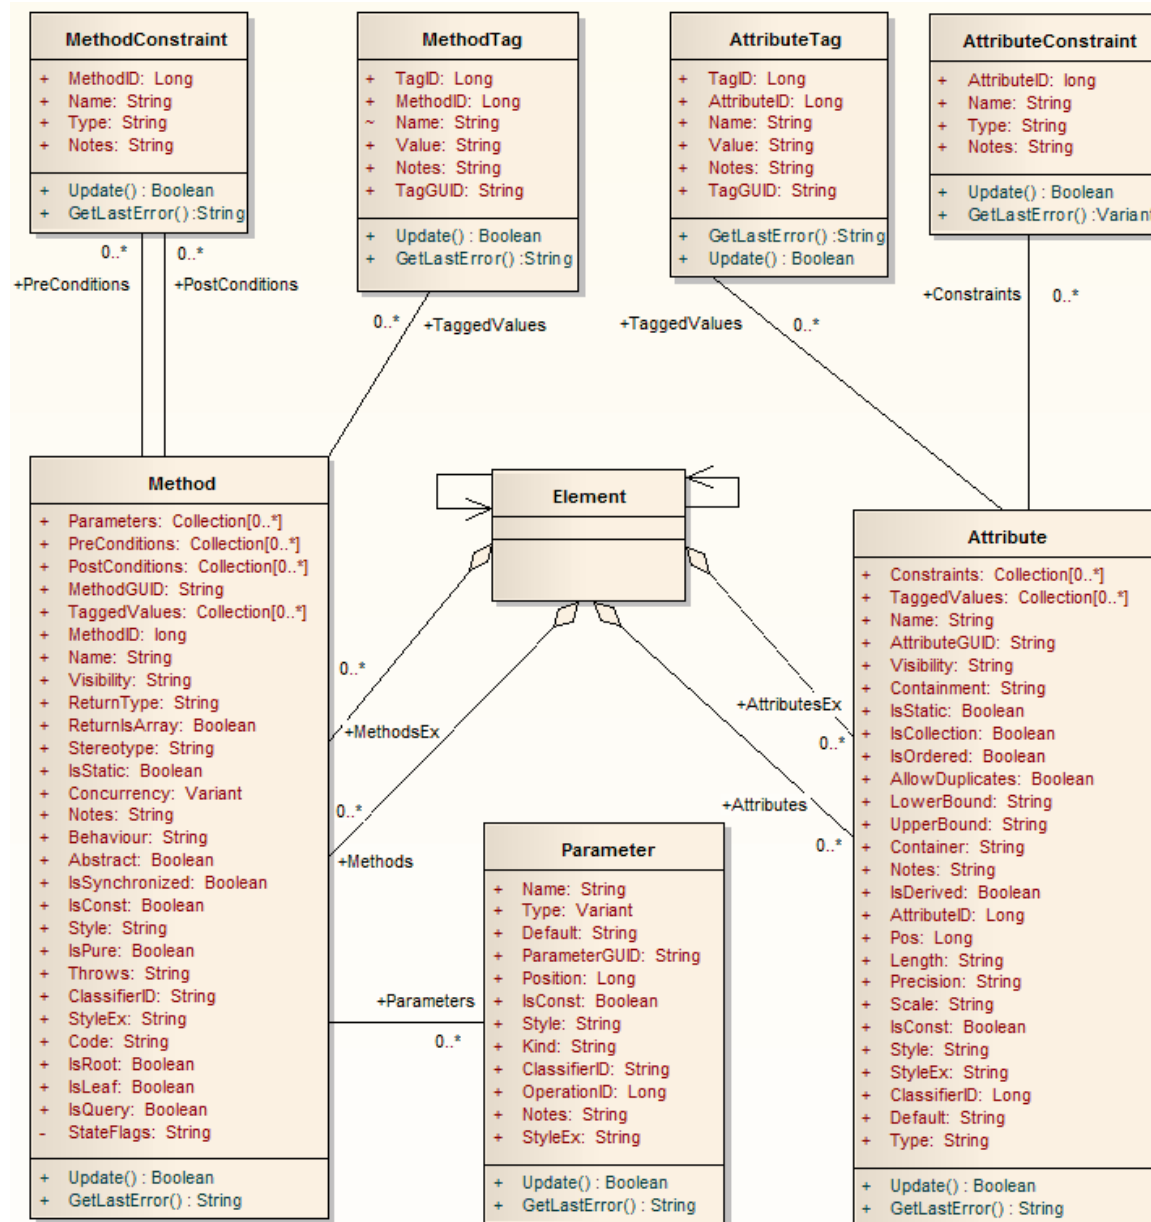 MethodConstraint
+ MethodID: Long
+ Name: String
+ Type: String
+ Notes: String
+ Update() : Boolean
+ GetLastError() :String
MethodTag
+ TagID: Long
+ MethodID: Long
~ Name: String
+ Value: String
+ Notes: String
+ TagGUID: String
+ Update() : Boolean
+ GetLastError() :String
AttributeTag
+ TagID: Long
+ AttributeID: Long
+ Name: String
+ Value: String
+ Notes: String
+ TagGUID: String
+ GetLastError() :String
+ Update() : Boolean
AttributeConstraint
+ AttributeID: long
+ Name: String
+ Type: String
+ Notes: String
+ Update() : Boolean
+ GetLastError() :Variant
0..*
0..*
+PreConditions
+PostConditions
0..*
+TaggedValues
+TaggedValues
0..*
+Constraints
0..*
Method
+ Parameters: Collection[0..*]
+ PreConditions: Collection[0..*]
+ PostConditions: Collection[0..*]
+ MethodGUID: String
+ TaggedValues: Collection[0..*]
+ MethodID: long
+ Name: String
+ Visibility: String
+ ReturnType: String
+ ReturnIsArray: Boolean
+ Stereotype: String
+ IsStatic: Boolean
+ Concurrency: Variant
+ Notes: String
+ Behaviour: String
+ Abstract: Boolean
+ IsSynchronized: Boolean
+ IsConst: Boolean
+ Style: String
+ IsPure: Boolean
+ Throws: String
+ ClassifierID: String
+ StyleEx: String
+ Code: String
+ IsRoot: Boolean
+ IsLeaf: Boolean
+ IsQuery: Boolean
- StateFlags: String
+ Update() : Boolean
+ GetLastError() : String
Element
0..*
+MethodsEx
0..*
+Methods
+AttributesEx
0..*
+Attributes
0..*
+Parameters
0..*
Parameter
+ Name: String
+ Type: Variant
+ Default: String
+ ParameterGUID: String
+ Position: Long
+ IsConst: Boolean
+ Style: String
+ Kind: String
+ ClassifierID: String
+ OperationID: Long
+ Notes: String
+ StyleEx: String
+ Update() : Boolean
+ GetLastError() : String
Attribute
+ Constraints: Collection[0..*]
+ TaggedValues: Collection[0..*]
+ Name: String
+ AttributeGUID: String
+ Visibility: String
+ Containment: String
+ IsStatic: Boolean
+ IsCollection: Boolean
+ IsOrdered: Boolean
+ AllowDuplicates: Boolean
+ LowerBound: String
+ UpperBound: String
+ Container: String
+ Notes: String
+ IsDerived: Boolean
+ AttributeID: Long
+ Pos: Long
+ Length: String
+ Precision: String
+ Scale: String
+ IsConst: Boolean
+ Style: String
+ StyleEx: String
+ ClassifierID: Long
+ Default: String
+ Type: String
+ Update() : Boolean
+ GetLastError() : String